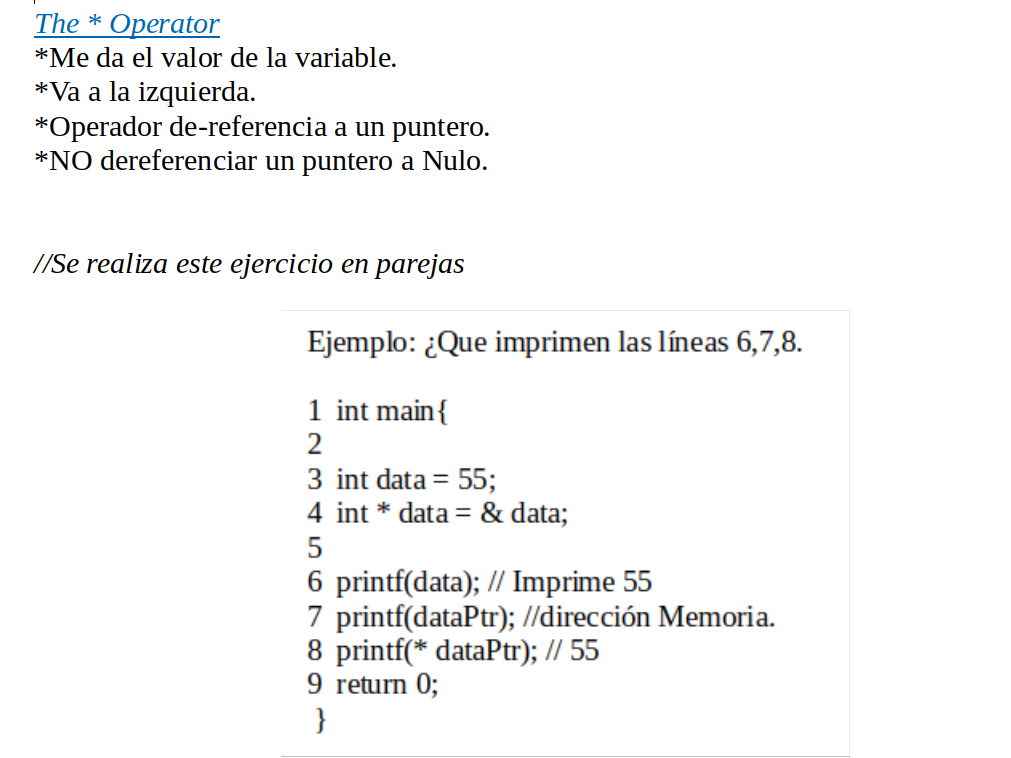 The * Operator
*Me da el valor de la variable.
*Va a la izquierda.
*Operador de-referencia a un puntero.
*NO dereferenciar un puntero a Nulo.
//Se realiza este ejercicio en parejas
Ejemplo: ¿Que imprimen las líneas 6,7,8.
1 int main{
2
3 int data = 55;
4 int * data = & data;
5
6 printf(data); // Imprime 55
7 printf(dataPtr); //dirección Memoria.
8 printf(* dataPtr); // 55
9 return 0;
}